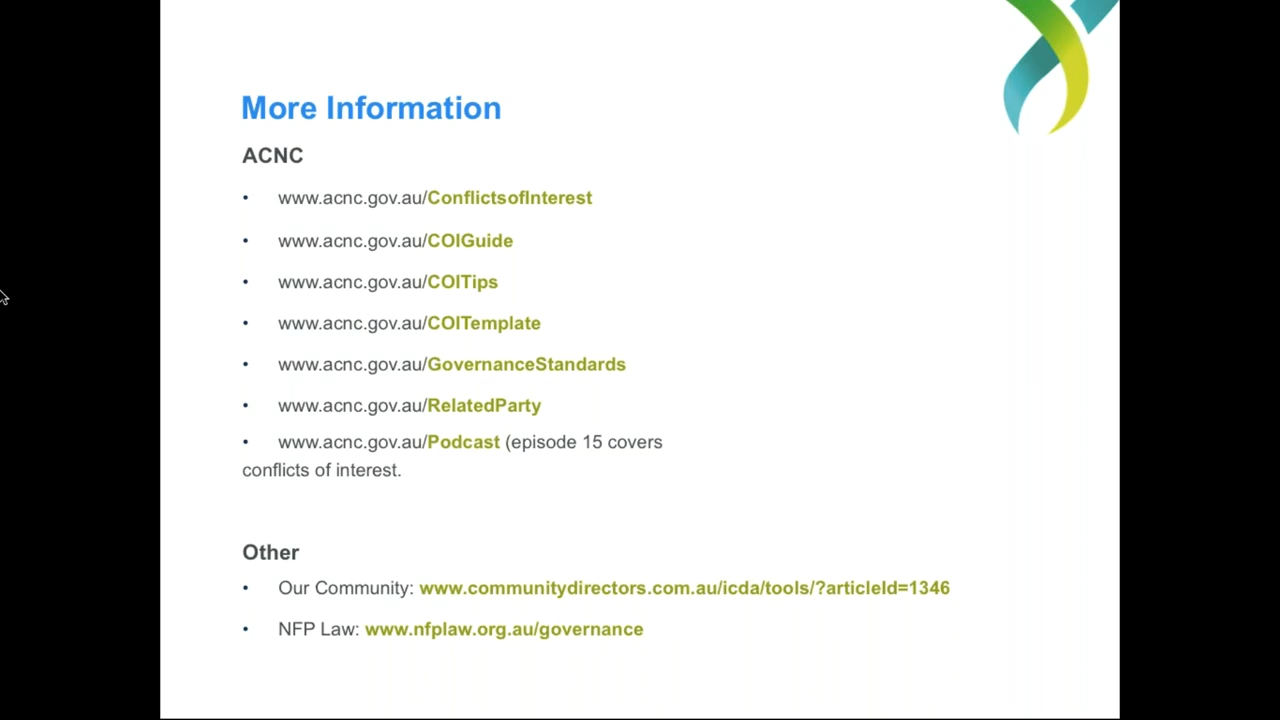 More Information
ACNC
• www.acnc.gov.au/ConflictsofInterest
• www.acnc.gov.au/COIGuide
• www.acnc.gov.au/COITips
• www.acnc.gov.au/COITemplate
• www.acnc.gov.au/GovernanceStandards
• www.acnc.gov.au/RelatedParty
• www.acnc.gov.au/Podcast (episode 15 covers
conflicts of interest.
Other
• Our Community: www.communitydirectors.com.au/icda/tools/?articleId=1346
• NFP Law: www.nfplaw.org.au/governance